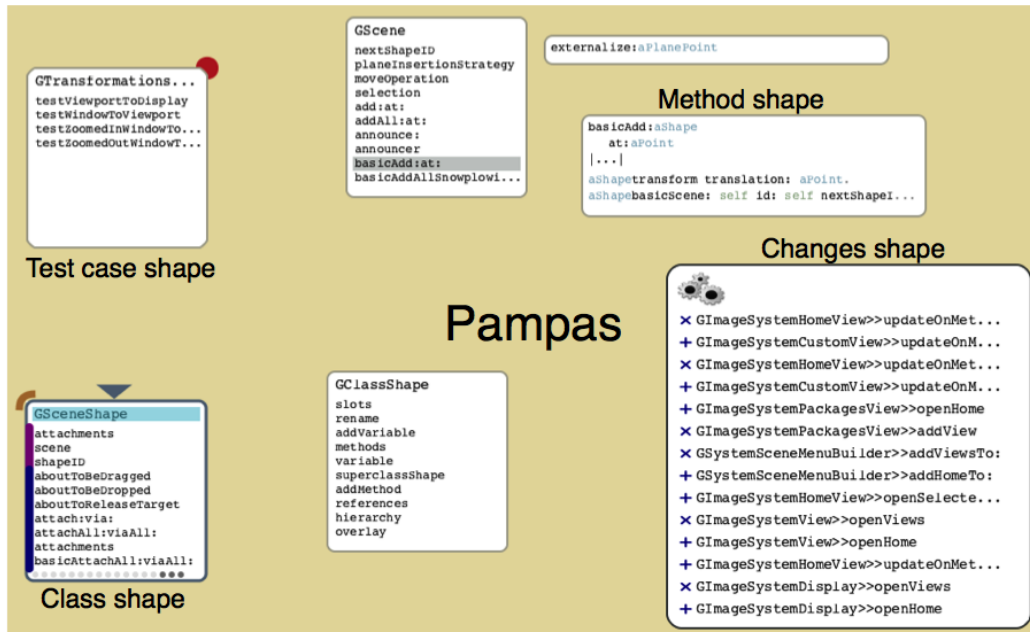 GTransformations...
testViewportToDisplay
testWindowToViewport
testZoomedInWindowTo...
testZoomedOutWindowT...
Test case shape
GScene
nextShapeID
planeInsertionStrategy
moveOperation
selection
add:at:
addAll:at:
announce:
announcer
basicAdd:at:
basicAddAllSnowplowi...
externalize:aPlanePoint
Method shape
basicAdd:aShape
at:aPoint
|...|
aShapetransform translation: aPoint.
aShapebasicScene: self id: self nextShapeI...
Changes shape
GImageSystemHomeView>>updateOnMet...
GImageSystemCustomView>>updateOnM...
GImageSystemHomeView>>updateOnMet...
GImageSystemCustomView>>updateOnM...
GImageSystemPackagesView>>openHome
GImageSystemPackagesView>>addView
GSystemSceneMenuBuilder>>addViewsTo:
GSystemSceneMenuBuilder>>addHomeTo:
GImageSystemHomeView>>openSelecte...
GImageSystemView>>openViews
GImageSystemView>>openHome
GImageSystemHomeView>>updateOnMet...
GImageSystemDisplay>>openViews
GImageSystemDisplay>>openHome
Pampas
GSceneShape
attachments
scene
shapeID
aboutToBeDragged
aboutToBeDropped
aboutToReleaseTarget
attach:via:
attachAll:viaAll:
attachments
basicAttachAll:viaAll:
Class shape
GClassShape
slots
rename
addVariable
methods
variable
superclassShape
addMethod
references
hierarchy
overlay